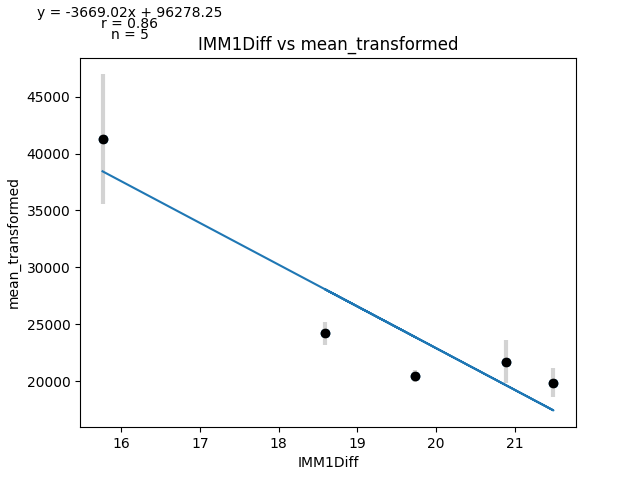 y = -3669.02x + 96278.25
r = 0.86
n = 5
IMM1Diff vs mean_transformed
45000
40000
35000
30000
25000
20000
mean_transformed
16 17 18 19 20 21
IMM1Diff